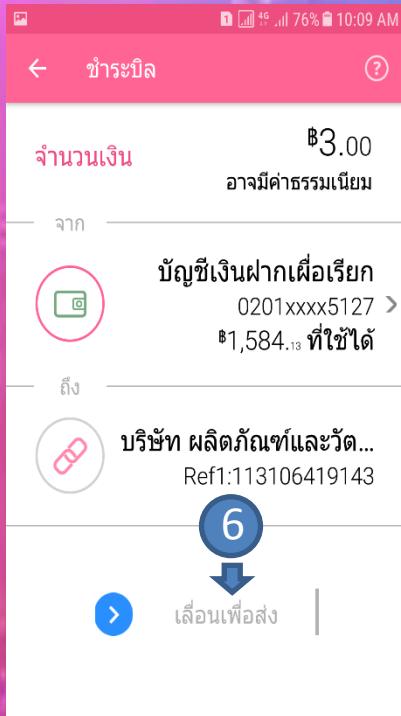 1 4G 76% 10:09 AM
ชำระบิล ?
จำนวนเงิน
฿3.00
อาจมีค่าธรรมเนียม
จาก
บัญชีเงินฝากเผื่อเรียก
0201xxxx5127
฿1,584.13 ที่ใช้ได้
ถึง
บริษัท ผลิตภัณฑ์และวัต...
Ref1:113106419143
6
เลื่อนเพื่อส่ง